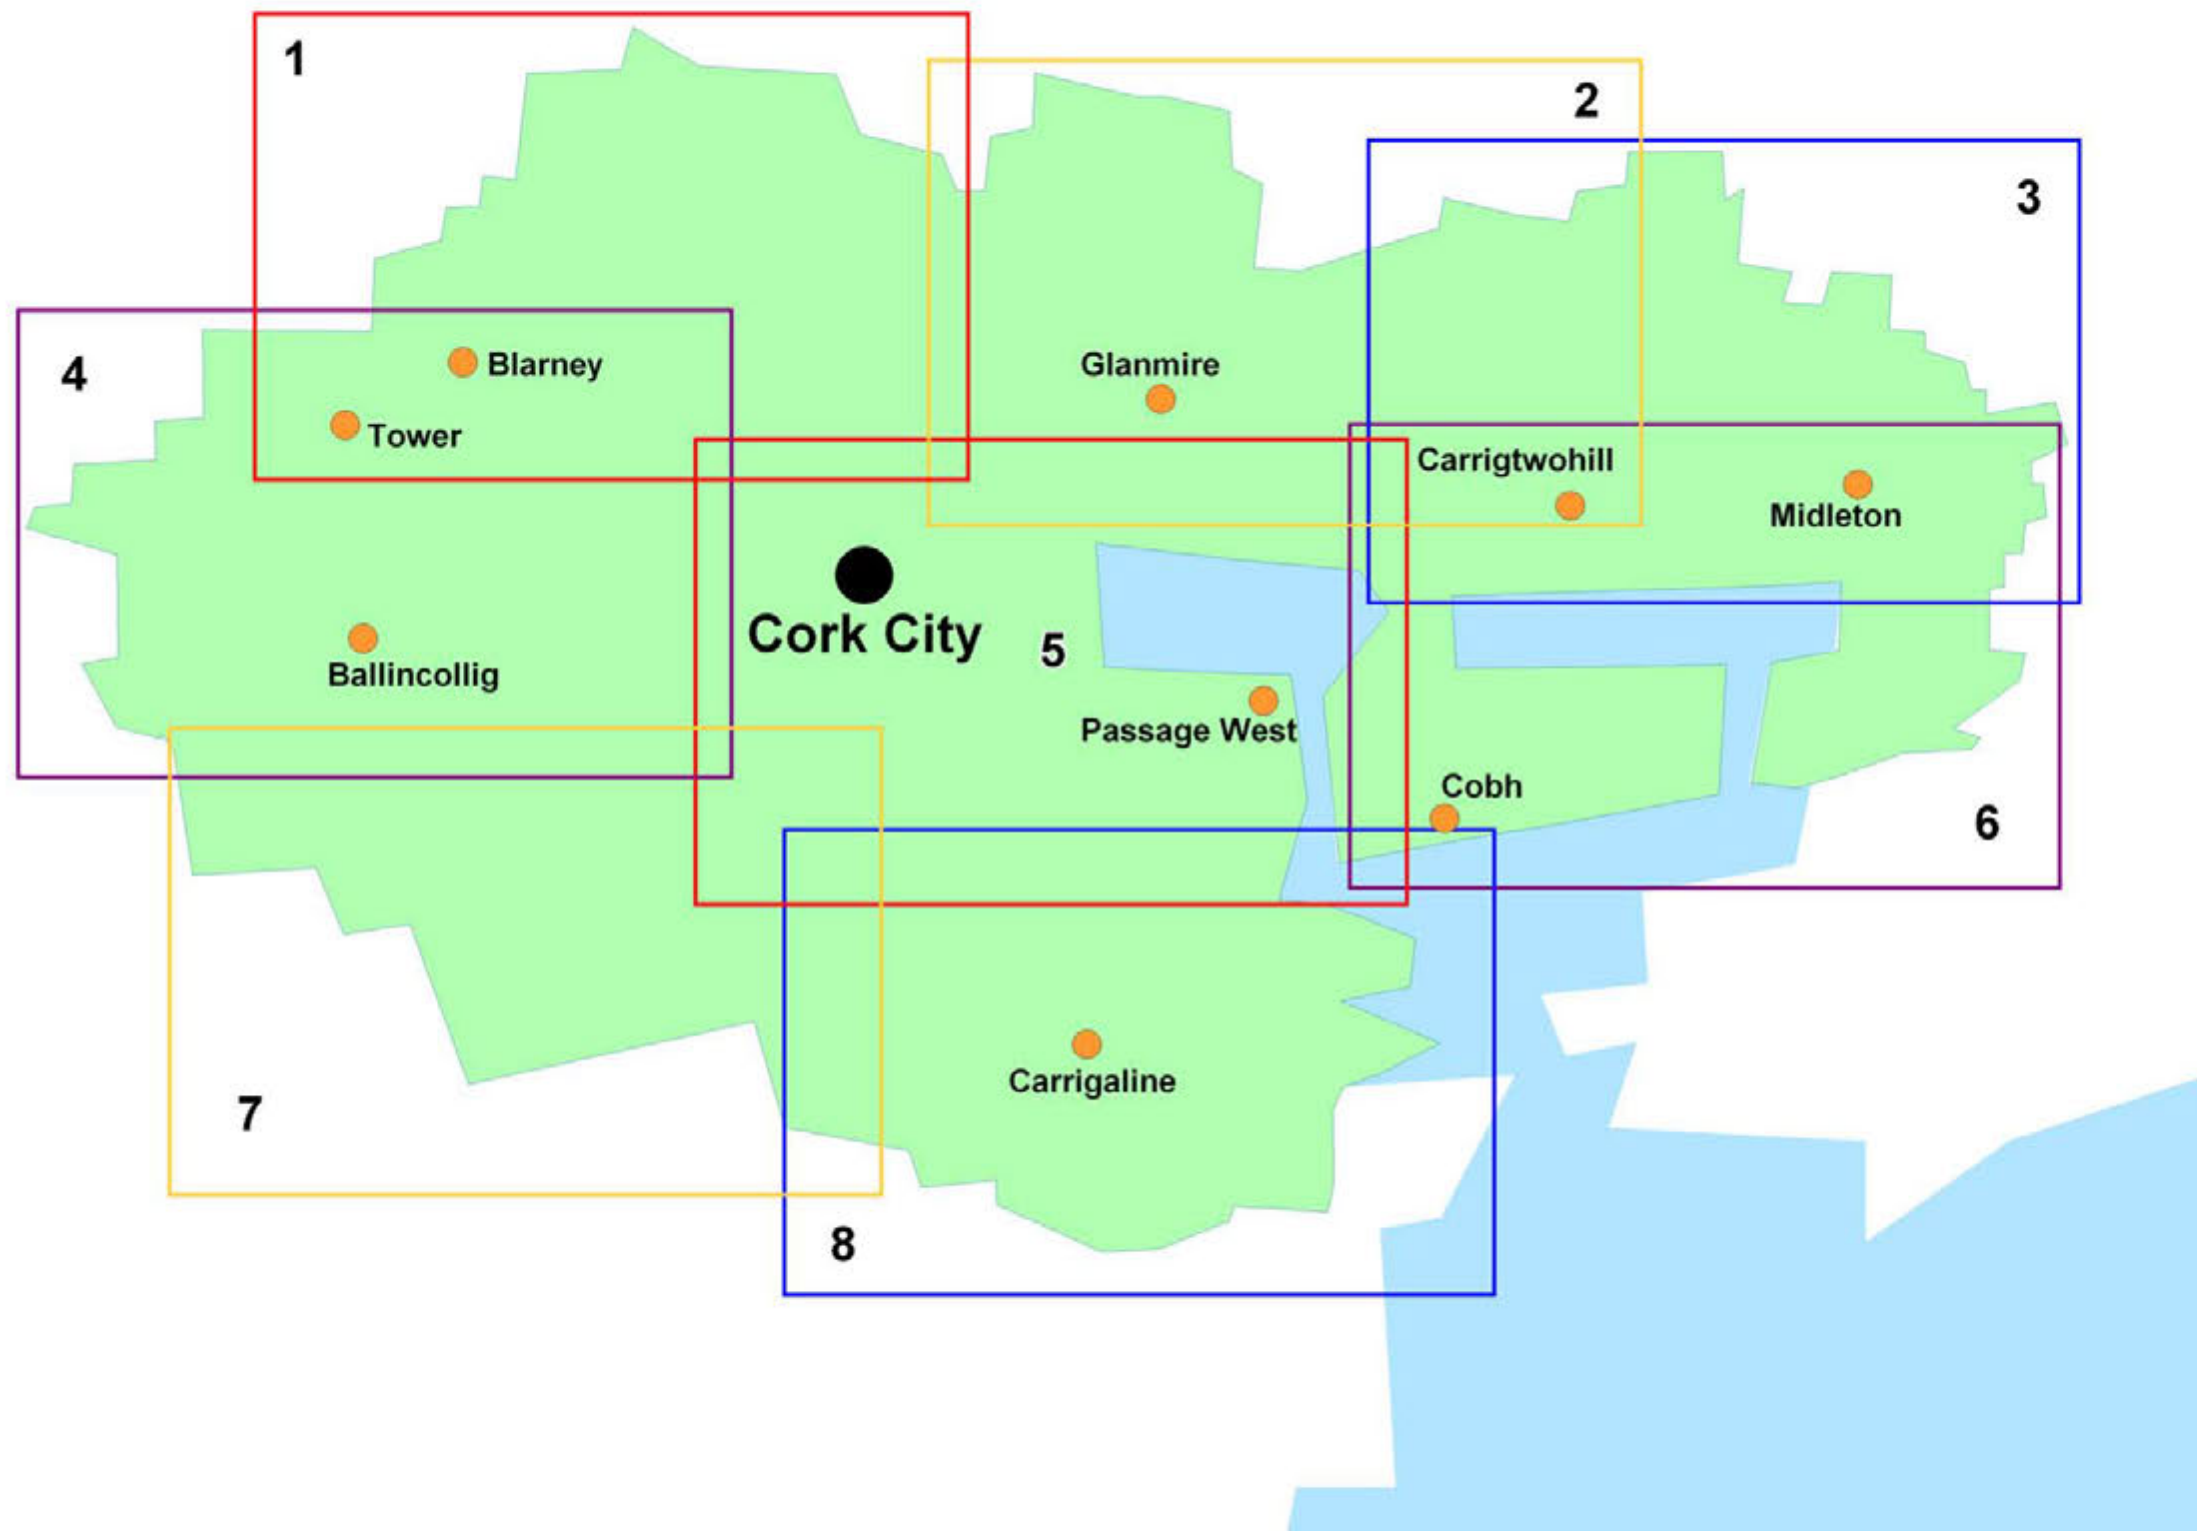 1
2
3
4
Blarney
Glanmire
Tower
Carrigtwohill
Midleton
Cork City
5
Ballincollig
Passage West
Cobh
6
Carrigaline
7
8